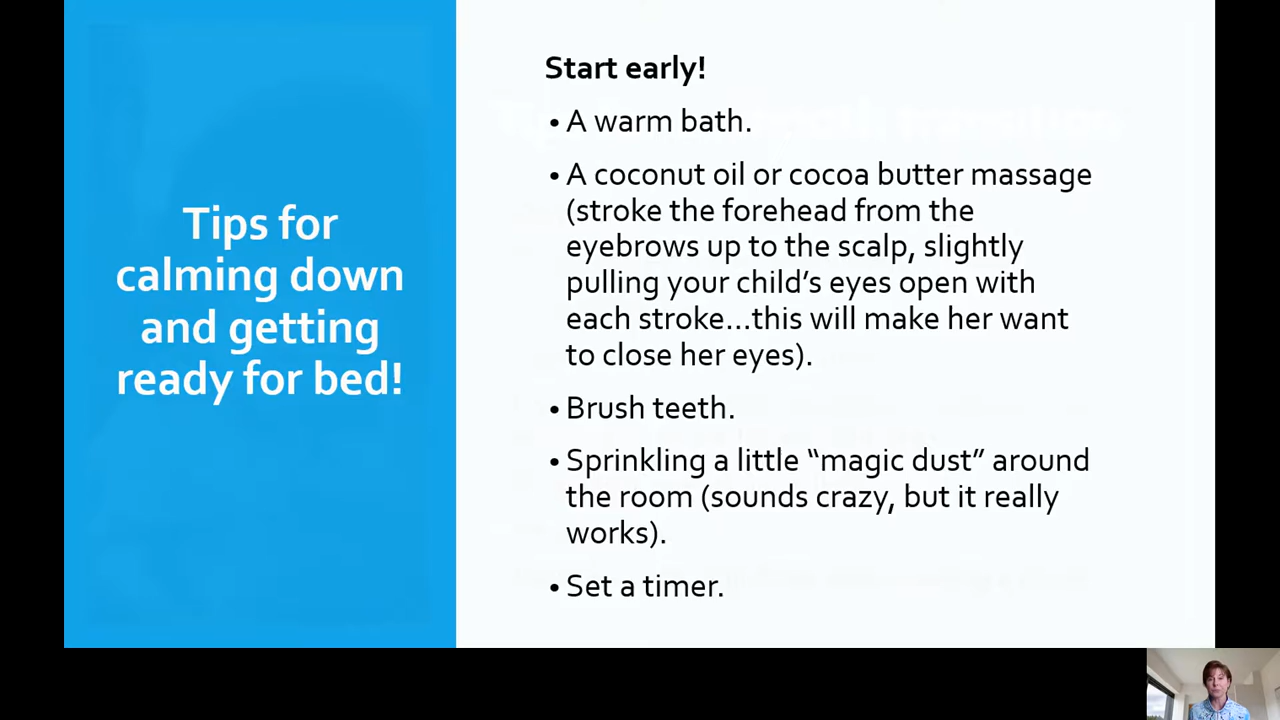 Tips for
calming down
and getting
ready for bed!
Start early!
• A warm bath.
• A coconut oil or cocoa butter massage
(stroke the forehead from the
eyebrows up to the scalp, slightly
pulling your child’s eyes open with
each stroke…this will make her want
to close her eyes).
• Brush teeth.
• Sprinkling a little “magic dust” around
the room (sounds crazy, but it really
works).
• Set a timer.